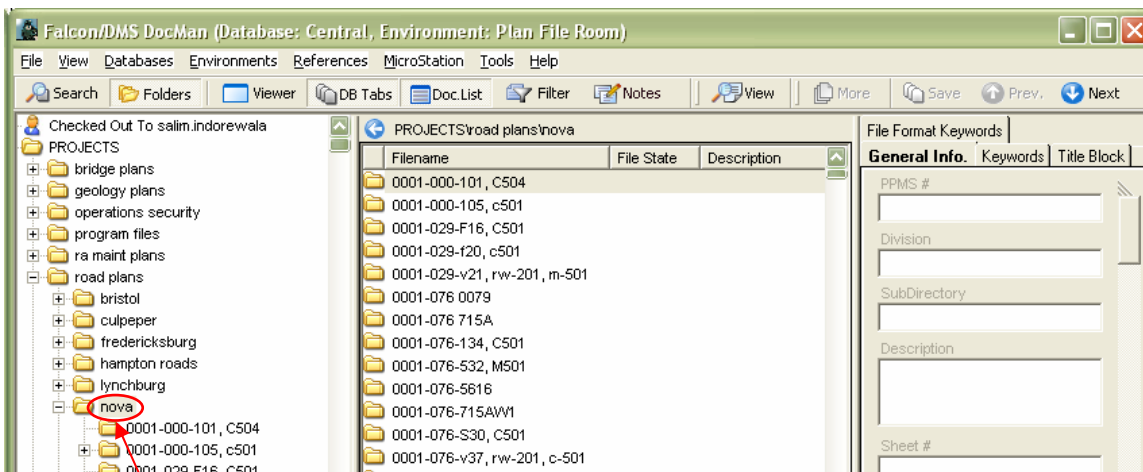 Falcon/DMS DocMan (Database: Central, Environment: Plan File Room)
File View Databases Environments References MicroStation Tools Help
Search Folders Viewer DB Tabs Doc.List Filter Notes View More Save Prev. Next
Checked Out To salim.indorewala
PROJECTS
bridge plans
geology plans
operations security
program files
ra maint plans
road plans
bristol
culpeper
fredericksburg
hampton roads
lynchburg
nova
0001-000-101, C504
0001-000-105, c501
0001-029-F16, C501
PROJECTS\road plans\nova
Filename File State Description
0001-000-101, C504
0001-000-105, c501
0001-029-F16, C501
0001-029-f20, c501
0001-029-v21, rw-201, m-501
0001-076 0079
0001-076 715A
0001-076-134, C501
0001-076-532, M501
0001-076-5616
0001-076-715AW1
0001-076-S30, C501
0001-076-v37, rw-201, c-501
File Format Keywords
General Info. Keywords Title Block
PPMS #
Division
SubDirectory
Description
Sheet #